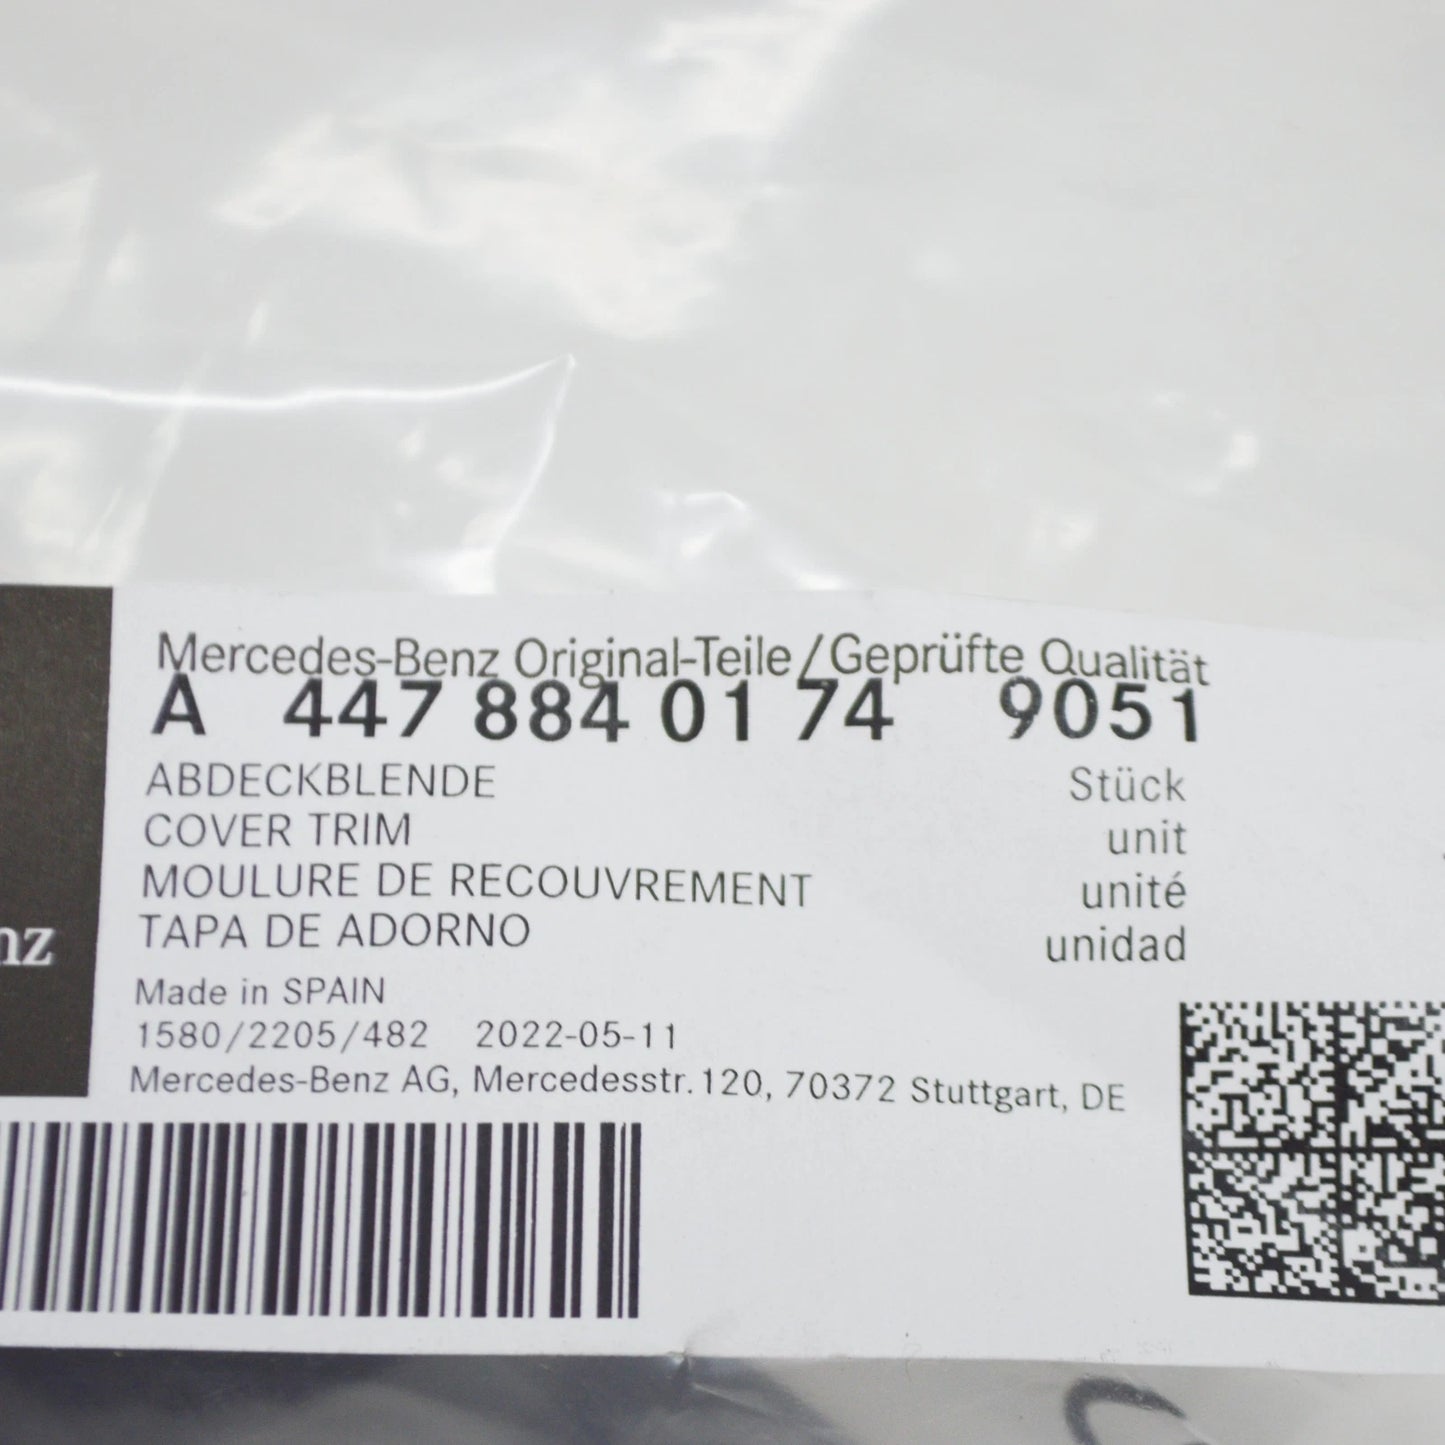 Mercedes-Benz Original-Teile/Geprüfte Qualität
A 447 884 01 74 9051
ABDECKBLENDE Stück
COVER TRIM unit
MOULURE DE RECOUVREMENT unité
TAPA DE ADORNO unidad
nz
Made in SPAIN
1580/2205/482 2022-05-11
Mercedes-Benz AG, Mercedesstr.120, 70372 Stuttgart, DE